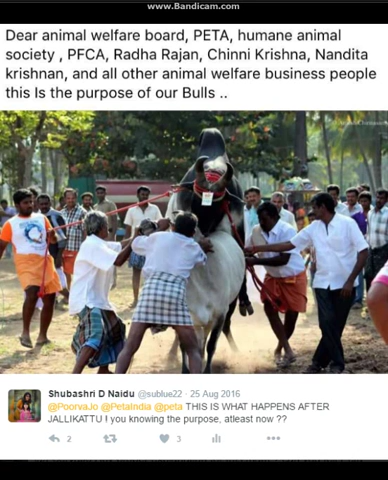 www.Bandicam.com
Dear animal welfare board, PETA, humane animal
society , PFCA, Radha Rajan, Chinni Krishna, Nandita
krishnan, and all other animal welfare business people
this Is the purpose of our Bulls ..
Shubashri D Naidu @sublue22 · 25 Aug 2016
@PoorvaJo @PetaIndia @peta THIS IS WHAT HAPPENS AFTER
JALLIKATTU ! you knowing the purpose, atleast now ??
2
3